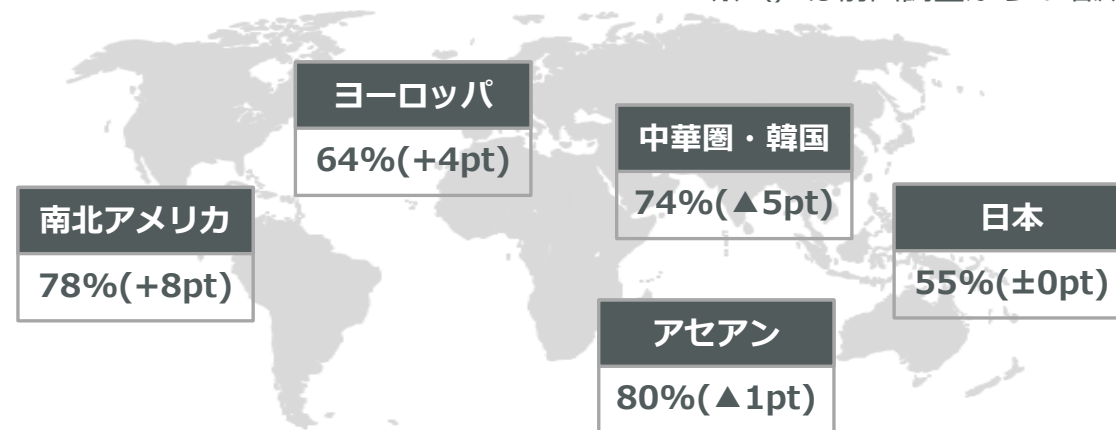 ヨーロッパ
64%(+4pt)
中華圏・韓国
74%(▲5pt)
南北アメリカ
78%(+8pt)
日本
55%(±0pt)
アセアン
80%(▲1pt)